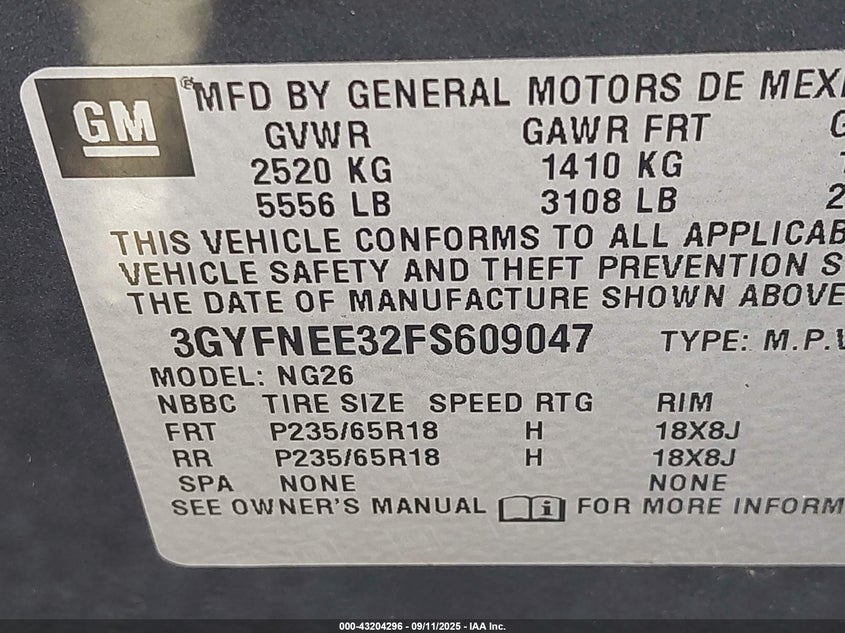 GM
® MFD BY GENERAL MOTORS DE MEXI
GVWR GAWR FRT G
2520 KG 1410 KG
5556 LB 3108 LB 2
THIS VEHICLE CONFORMS TO ALL APPLICAB
VEHICLE SAFETY AND THEFT PREVENTION S
THE DATE OF MANUFACTURE SHOWN ABOVE
3GYFNEE32FS609047 TYPE: M.P.V
MODEL: NG26
NBBC TIRE SIZE SPEED RTG RIM
FRT P235/65R18 H 18X8J
RR P235/65R18 H 18X8J
SPA NONE NONE
SEE OWNER'S MANUAL i FOR MORE INFORM
000-43204296 - 09/11/2025 - IAA Inc.